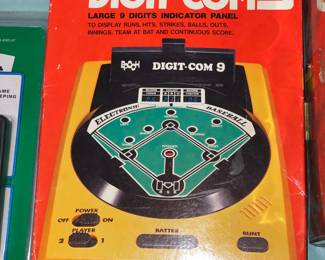 DIGIT-COM 9
LARGE 9 DIGITS INDICATOR PANEL
TO DISPLAY RUNS, HITS, STRIKES, BALLS, OUTS,
INNINGS, TEAM AT BAT AND CONTINUOUS SCORE.
DIGIT-COM 9
ELECTRONIC BASEBALL
POWER
OFF ON
PLAYER
2 1
BATTER
BUNT